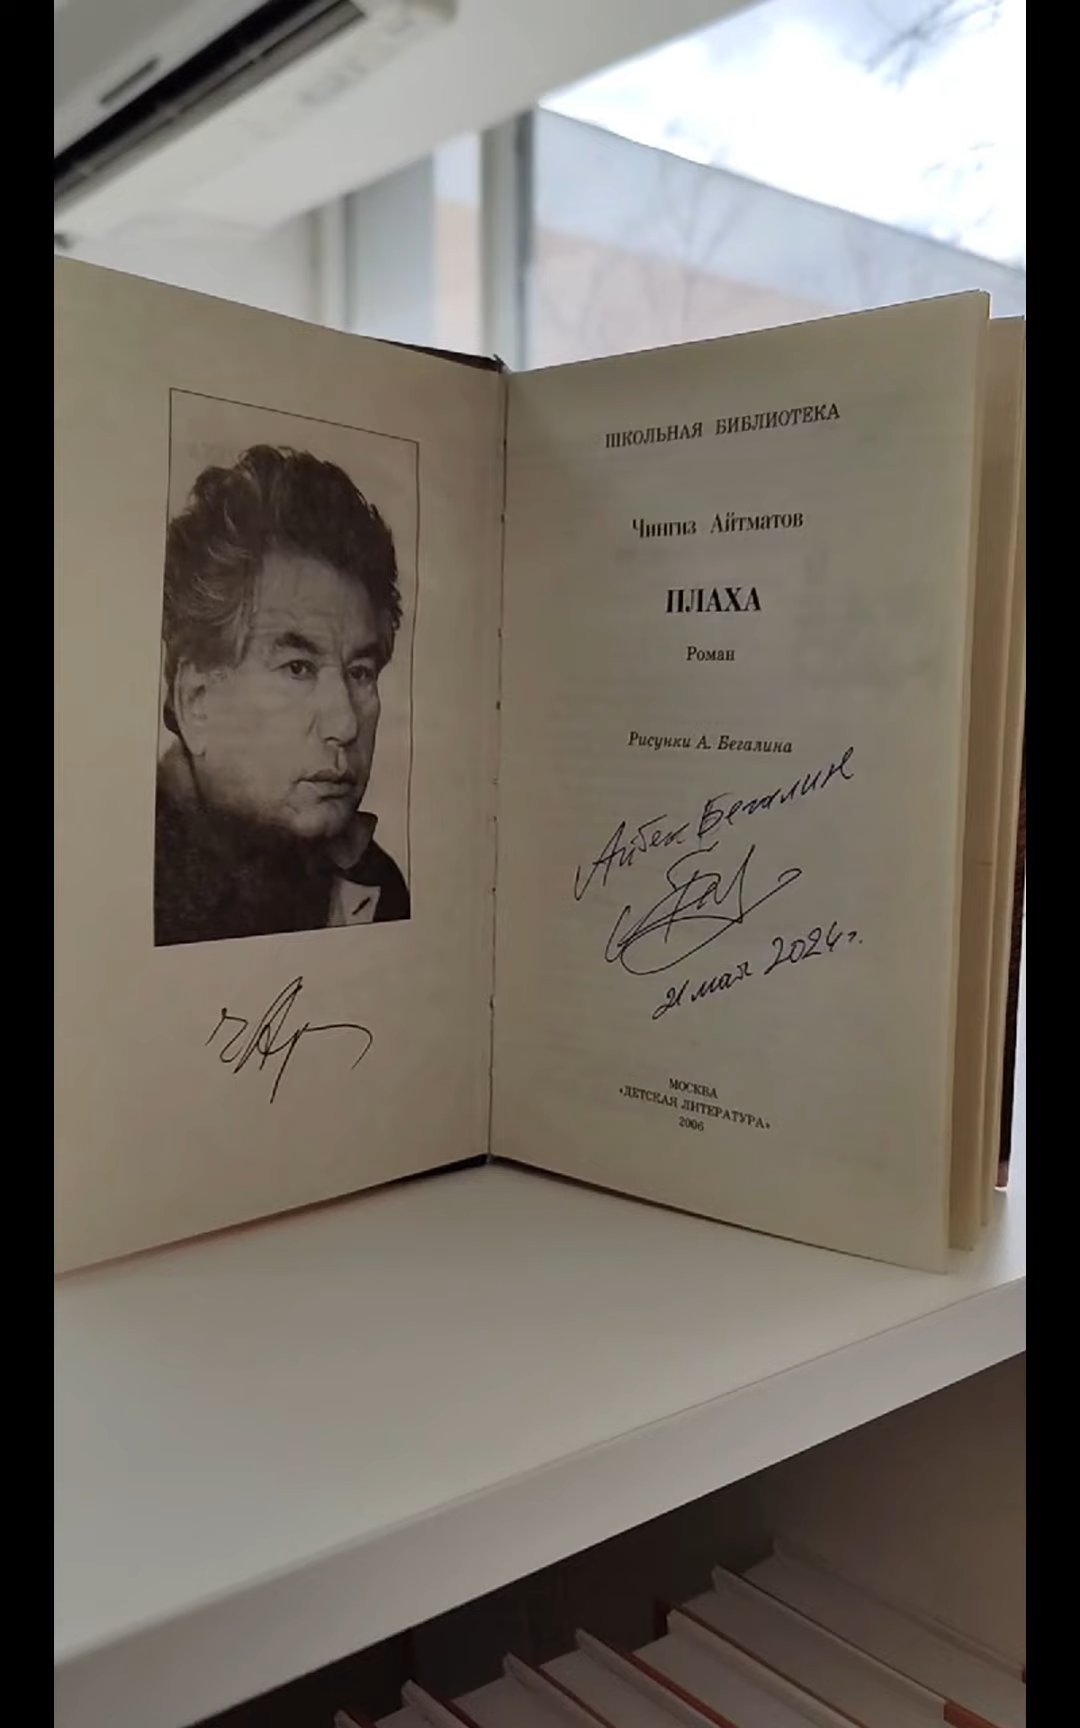 ШКОЛЬНАЯ БИБЛИОТЕКА
Чингиз Айтматов
ПЛАХА
Роман
Рисунки А. Бегалина
Айбек Бегалин
21 мая 2024 г.
МОСКВА
«ДЕТСКАЯ ЛИТЕРАТУРА»
2006